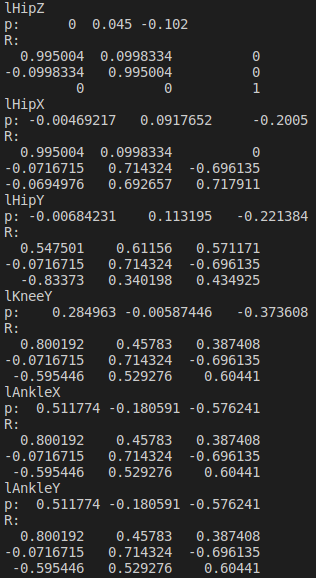 lHipZ
p:      0  0.045 -0.102
R:
  0.995004  0.0998334          0
-0.0998334   0.995004          0
         0          0          1
lHipX
p: -0.00469217   0.0917652     -0.2005
R:
  0.995004  0.0998334          0
-0.0716715   0.714324  -0.696135
-0.0694976   0.692657   0.717911
lHipY
p: -0.00684231    0.113195   -0.221384
R:
  0.547501    0.61156   0.571171
-0.0716715   0.714324  -0.696135
  -0.83373   0.340198   0.434925
lKneeY
p:    0.284963 -0.00587446   -0.373608
R:
  0.800192    0.45783   0.387408
-0.0716715   0.714324  -0.696135
 -0.595446   0.529276    0.60441
lAnkleX
p:  0.511774 -0.180591 -0.576241
R:
  0.800192    0.45783   0.387408
-0.0716715   0.714324  -0.696135
 -0.595446   0.529276    0.60441
lAnkleY
p:  0.511774 -0.180591 -0.576241
R:
  0.800192    0.45783   0.387408
-0.0716715   0.714324  -0.696135
 -0.595446   0.529276    0.60441